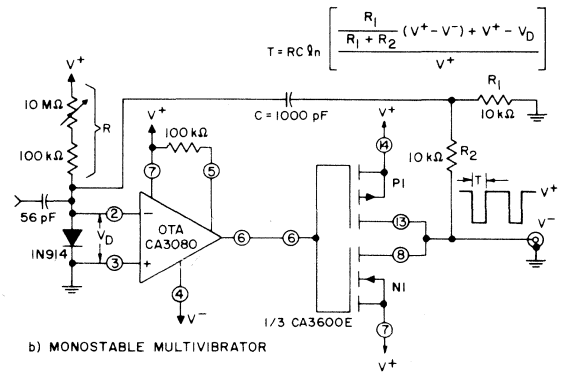 T = RC ln [ ( R1 / (R1 + R2) (V+ − V−) + V+ − VD ) / V+ ]
V+
10 MΩ
R
100 kΩ
56 pF
1N914
VD
2
−
3
+
OTA
CA3080
V+
7
100 kΩ
5
4
V−
6
6
C = 1000 pF
V+
14
P1
13
8
N1
7
V+
1/3 CA3600E
R1
10 kΩ
10 kΩ
R2
T
V+
V−
b) MONOSTABLE MULTIVIBRATOR